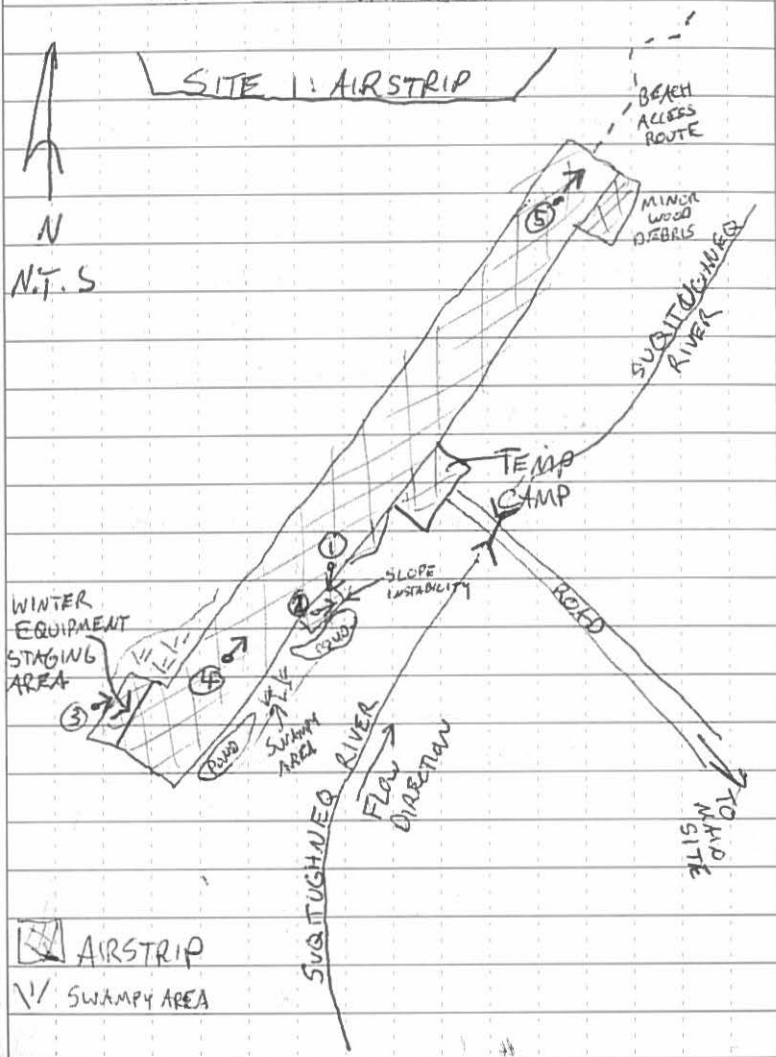 SITE 1: AIRSTRIP
N
N.T.S
BEACH
ACCESS
ROUTE
⑤
MINOR
WOOD
DEBRIS
SUQITUGHNEQ
RIVER
TEMP
CAMP
①
②
SLOPE
INSTABILITY
POND
WINTER
EQUIPMENT
STAGING
AREA
③
④
POND
SWAMPY
AREA
ROAD
SUQITUGHNEQ RIVER
FLOW
DIRECTION
TO
MAIN
SITE
AIRSTRIP
SWAMPY AREA